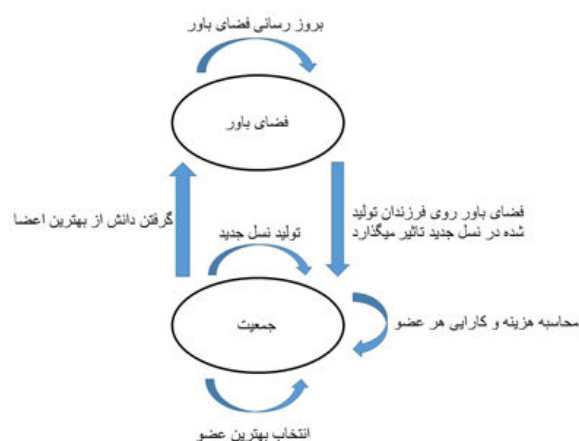 بروز رسانی فضای باور
فضای باور
گرفتن دانش از بهترین اعضا
فضای باور روی فرزندان تولید
شده در نسل جدید تاثیر میگذارد
تولید نسل جدید
جمعیت
محاسبه هزینه و کارایی هر عضو
انتخاب بهترین عضو